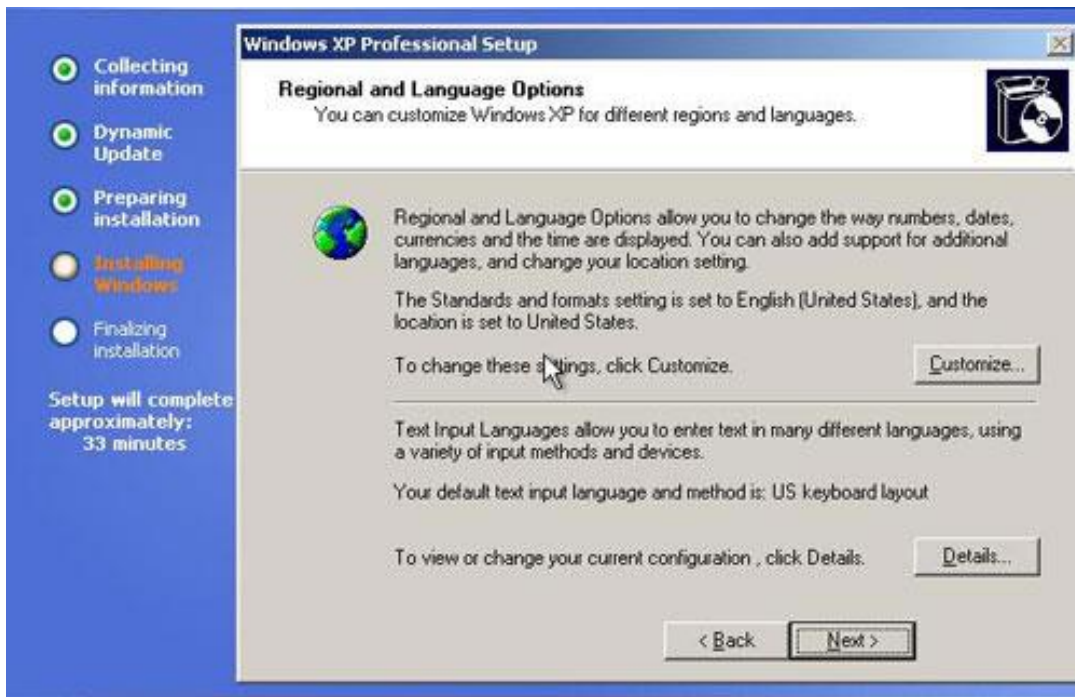 Collecting
information
Dynamic
Update
Preparing
installation
Installing
Windows
Finalizing
installation
Setup will complete
approximately:
33 minutes
Windows XP Professional Setup
Regional and Language Options
You can customize Windows XP for different regions and languages.
Regional and Language Options allow you to change the way numbers, dates,
currencies and the time are displayed. You can also add support for additional
languages, and change your location setting.
The Standards and formats setting is set to English (United States), and the
location is set to United States.
To change these settings, click Customize.
Customize...
Text Input Languages allow you to enter text in many different languages, using
a variety of input methods and devices.
Your default text input language and method is: US keyboard layout
To view or change your current configuration , click Details.
Details...
< Back
Next >